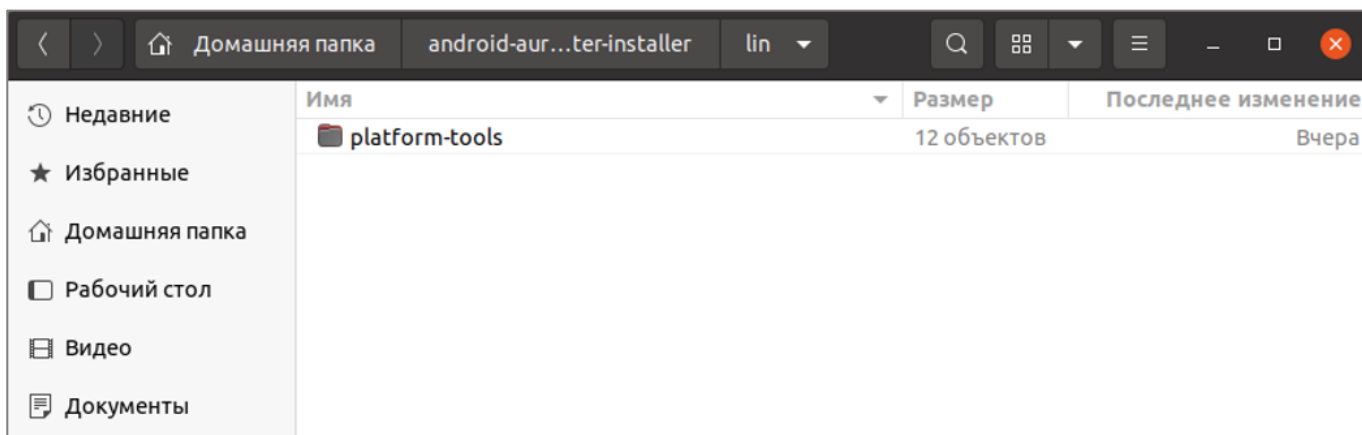 Домашняя папка android-aur...ter-installer lin
Имя Размер Последнее изменение
platform-tools 12 объектов Вчера
Недавние
Избранные
Домашняя папка
Рабочий стол
Видео
Документы